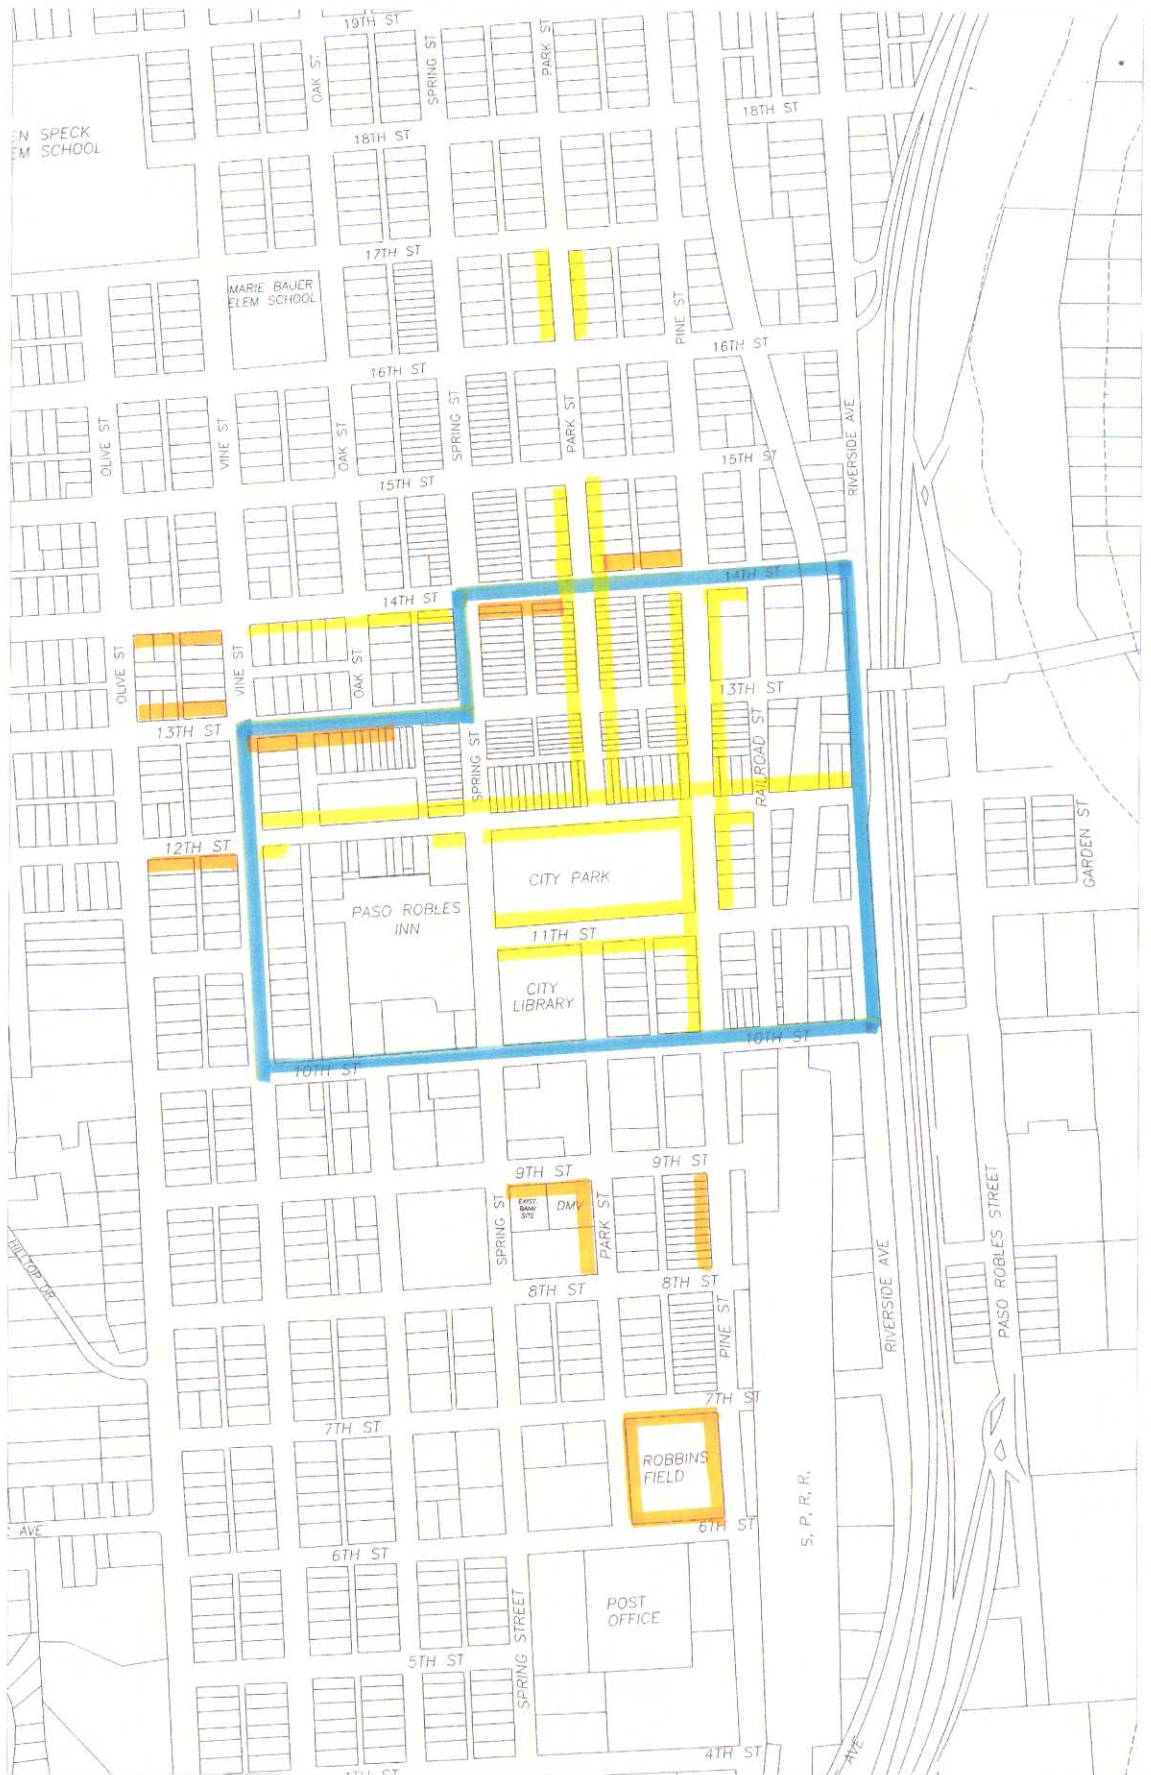 19TH ST
OAK ST
SPRING ST
PARK ST
18TH ST
18TH ST
EN SPECK
EM SCHOOL
17TH ST
MARIE BAUER
ELEM SCHOOL
PINE ST
16TH ST
16TH ST
OLIVE ST
VINE ST
OAK ST
SPRING ST
PARK ST
RIVERSIDE AVE
15TH ST
15TH ST
14TH ST
14TH ST
OLIVE ST
VINE ST
OAK ST
13TH ST
13TH ST
SPRING ST
RAILROAD ST
GARDEN ST
12TH ST
CITY PARK
PASO ROBLES
INN
11TH ST
CITY
LIBRARY
10TH ST
10TH ST
9TH ST
9TH ST
EXIST.
BANK
SITE
DMV
SPRING ST
PARK ST
PASO ROBLES STREET
HILLTOP DR
8TH ST
8TH ST
RIVERSIDE AVE
PINE ST
7TH ST
7TH ST
ROBBINS
FIELD
S. P. R. R.
6TH ST
AVE
6TH ST
POST
OFFICE
SPRING STREET
5TH ST
4TH ST
AVE